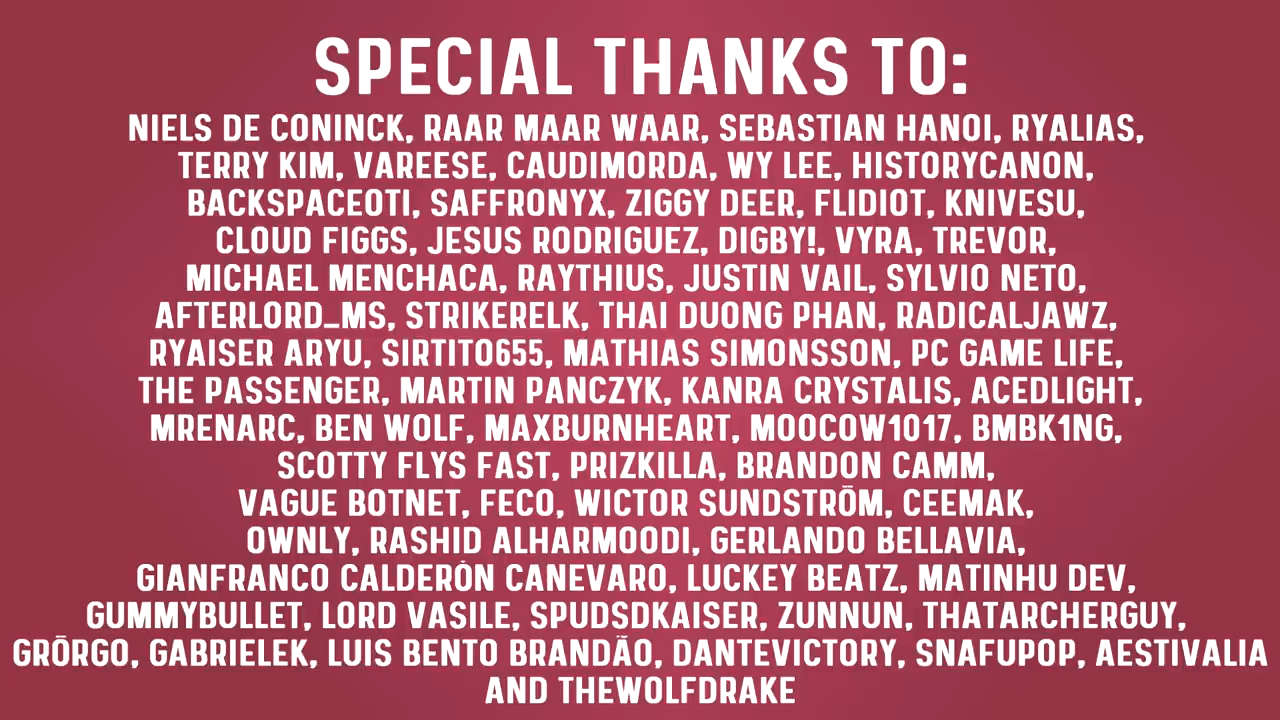 SPECIAL THANKS TO:
NIELS DE CONINCK, RAAR MAAR WAAR, SEBASTIAN HANOI, RYALIAS,
TERRY KIM, VAREESE, CAUDIMORDA, WY LEE, HISTORYCANON,
BACKSPACEOTI, SAFFRONYX, ZIGGY DEER, FLIDIOT, KNIVESU,
CLOUD FIGGS, JESUS RODRIGUEZ, DIGBY!, VYRA, TREVOR,
MICHAEL MENCHACA, RAYTHIUS, JUSTIN VAIL, SYLVIO NETO,
AFTERLORD_MS, STRIKERELK, THAI DUONG PHAN, RADICALJAWZ,
RYAISER ARYU, SIRTITO655, MATHIAS SIMONSSON, PC GAME LIFE,
THE PASSENGER, MARTIN PANCZYK, KANRA CRYSTALIS, ACEDLIGHT,
MRENARC, BEN WOLF, MAXBURNHEART, MOOCOW1017, BMBK1NG,
SCOTTY FLYS FAST, PRIZKILLA, BRANDON CAMM,
VAGUE BOTNET, FECO, WICTOR SUNDSTRÖM, CEEMAK,
OWNLY, RASHID ALHARMOODI, GERLANDO BELLAVIA,
GIANFRANCO CALDERÓN CANEVARO, LUCKEY BEATZ, MATINHU DEV,
GUMMYBULLET, LORD VASILE, SPUDSDKAISER, ZUNNUN, THATARCHERGUY,
GRÖRGO, GABRIELEK, LUIS BENTO BRANDÃO, DANTEVICTORY, SNAFUPOP, AESTIVALIA
AND THEWOLFDRAKE